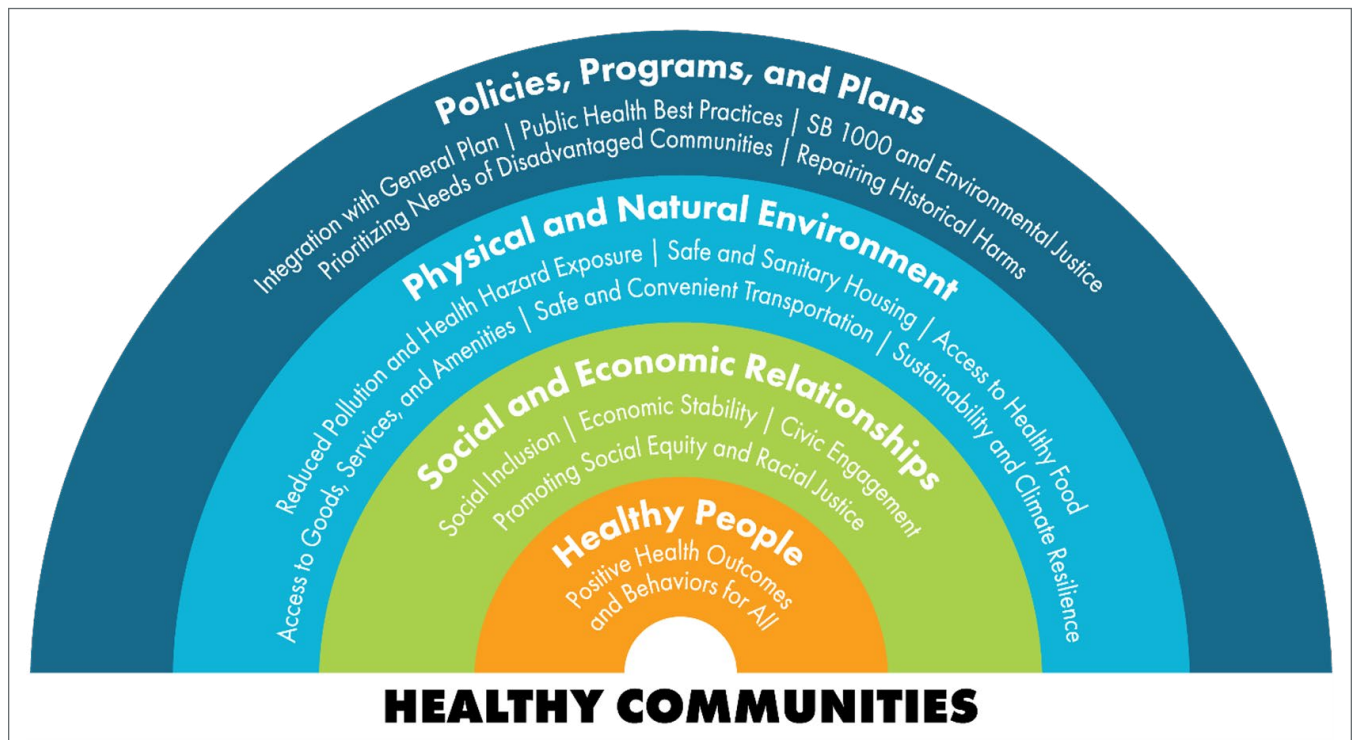 Policies, Programs, and Plans
Integration with General Plan | Public Health Best Practices | SB 1000 and Environmental Justice
Prioritizing Needs of Disadvantaged Communities | Repairing Historical Harms
Physical and Natural Environment
Reduced Pollution and Health Hazard Exposure | Safe and Sanitary Housing | Access to Healthy Food
Access to Goods, Services, and Amenities | Safe and Convenient Transportation | Sustainability and Climate Resilience
Social and Economic Relationships
Social Inclusion | Economic Stability | Civic Engagement
Promoting Social Equity and Racial Justice
Healthy People
Positive Health Outcomes
and Behaviors for All
HEALTHY COMMUNITIES